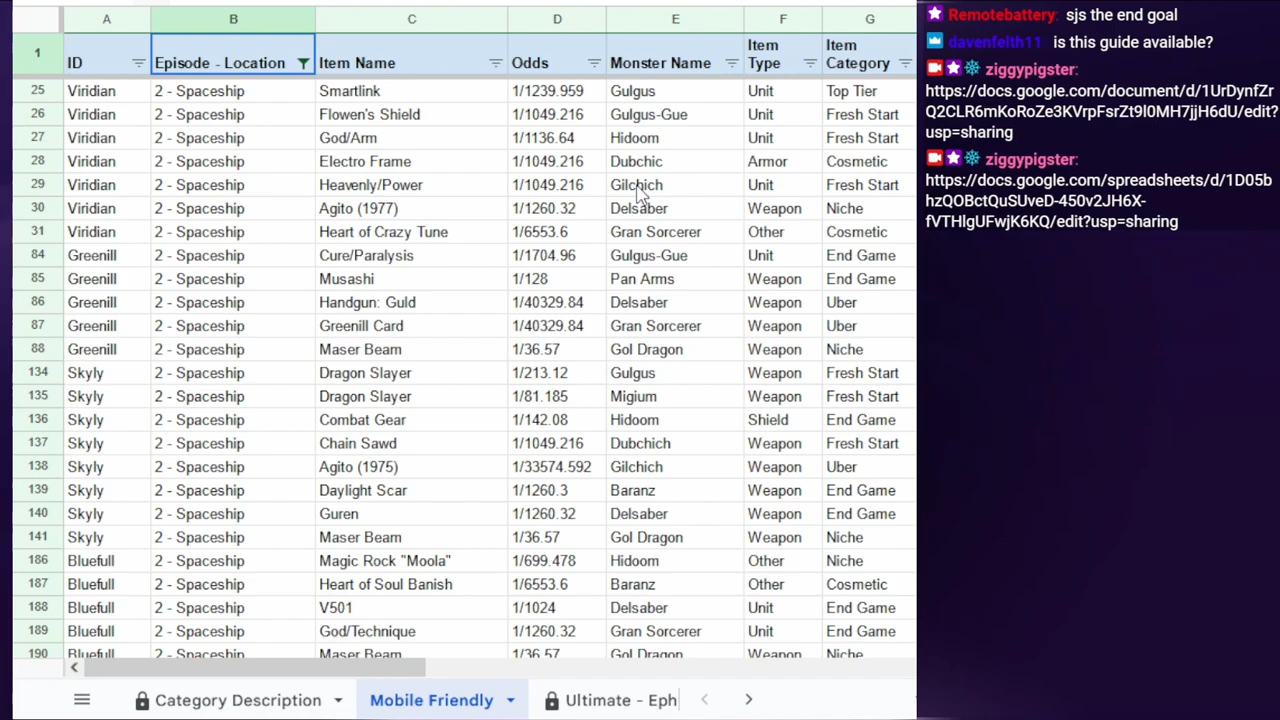 A B C D E F G
1 ID Episode - Location Item Name Odds Monster Name Item Type Item Category
25 Viridian 2 - Spaceship Smartlink 1/1239.959 Gulgus Unit Top Tier
26 Viridian 2 - Spaceship Flowen's Shield 1/1049.216 Gulgus-Gue Unit Fresh Start
27 Viridian 2 - Spaceship God/Arm 1/1136.64 Hidoom Unit Fresh Start
28 Viridian 2 - Spaceship Electro Frame 1/1049.216 Dubchic Armor Cosmetic
29 Viridian 2 - Spaceship Heavenly/Power 1/1049.216 Gilchich Unit Fresh Start
30 Viridian 2 - Spaceship Agito (1977) 1/1260.32 Delsaber Weapon Niche
31 Viridian 2 - Spaceship Heart of Crazy Tune 1/6553.6 Gran Sorcerer Other Cosmetic
84 Greenill 2 - Spaceship Cure/Paralysis 1/1704.96 Gulgus-Gue Unit End Game
85 Greenill 2 - Spaceship Musashi 1/128 Pan Arms Weapon End Game
86 Greenill 2 - Spaceship Handgun: Guld 1/40329.84 Delsaber Weapon Uber
87 Greenill 2 - Spaceship Greenill Card 1/40329.84 Gran Sorcerer Weapon Uber
88 Greenill 2 - Spaceship Maser Beam 1/36.57 Gol Dragon Weapon Niche
134 Skyly 2 - Spaceship Dragon Slayer 1/213.12 Gulgus Weapon Fresh Start
135 Skyly 2 - Spaceship Dragon Slayer 1/81.185 Migium Weapon Fresh Start
136 Skyly 2 - Spaceship Combat Gear 1/142.08 Hidoom Shield End Game
137 Skyly 2 - Spaceship Chain Sawd 1/1049.216 Dubchich Weapon Fresh Start
138 Skyly 2 - Spaceship Agito (1975) 1/33574.592 Gilchich Weapon Uber
139 Skyly 2 - Spaceship Daylight Scar 1/1260.3 Baranz Weapon End Game
140 Skyly 2 - Spaceship Guren 1/1260.32 Delsaber Weapon End Game
141 Skyly 2 - Spaceship Maser Beam 1/36.57 Gol Dragon Weapon Niche
186 Bluefull 2 - Spaceship Magic Rock "Moola" 1/699.478 Hidoom Other Niche
187 Bluefull 2 - Spaceship Heart of Soul Banish 1/6553.6 Baranz Other Cosmetic
188 Bluefull 2 - Spaceship V501 1/1024 Delsaber Unit End Game
189 Bluefull 2 - Spaceship God/Technique 1/1260.32 Gran Sorcerer Unit End Game
190 Bluefull 2 - Spaceship Maser Beam 1/36.57 Gol Dragon Weapon Niche
Category Description Mobile Friendly Ultimate - Eph
Remotebattery: sjs the end goal
davenfelth11 is this guide available?
ziggypigster:
https://docs.google.com/document/d/1UrDynfZr
Q2CLR6mKoRoZe3KVrpFsrZt9l0MH7jjH6dU/edit?
usp=sharing
ziggypigster:
https://docs.google.com/spreadsheets/d/1D05b
hzQOBctQuSUveD-450v2JH6X-
fVTHlgUFwjK6KQ/edit?usp=sharing